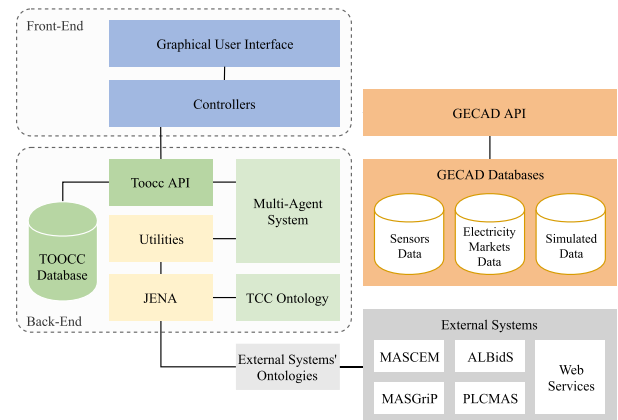 Front-End
Graphical User Interface
Controllers
GECAD API
Toocc API
Multi-Agent
System
GECAD Databases
Sensors
Data
Electricity
Markets
Data
Simulated
Data
Utilities
TOOCC
Database
JENA
TCC Ontology
Back-End
External Systems'
Ontologies
External Systems
MASCEM
ALBidS
Web
Services
MASGriP
PLCMAS